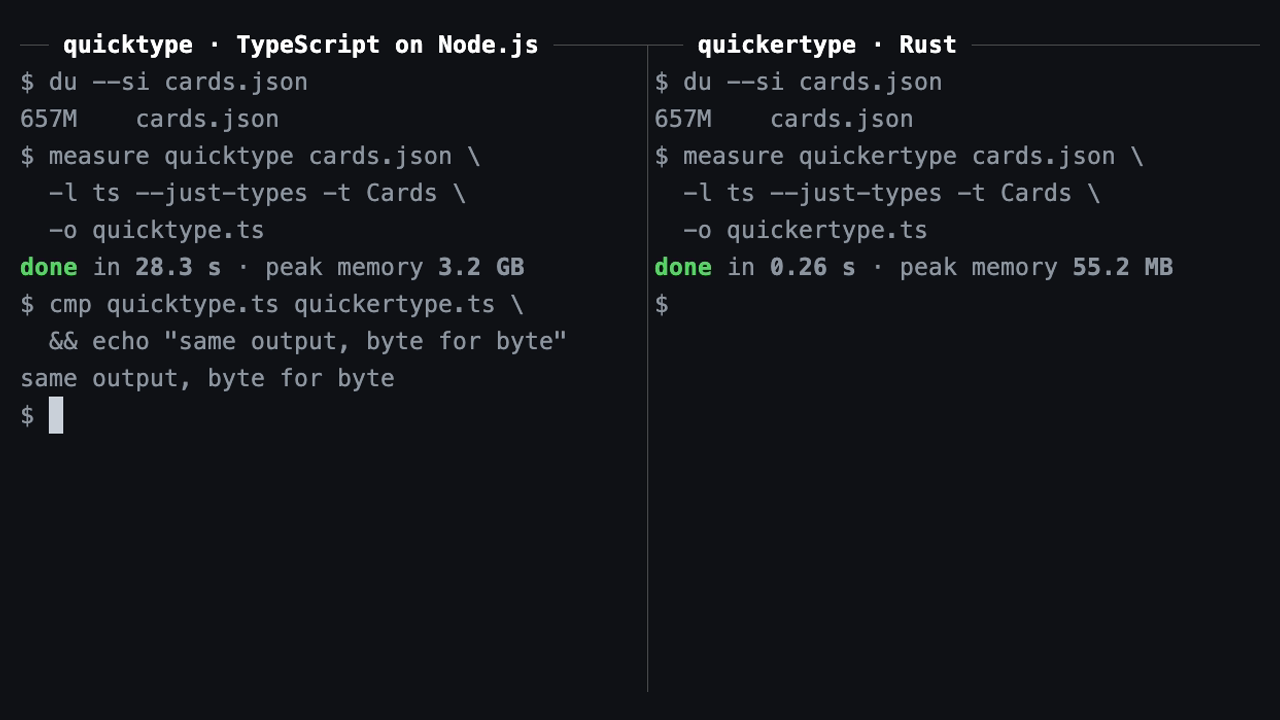 quicktype · TypeScript on Node.js
$ du --si cards.json
657M    cards.json
$ measure quicktype cards.json \
  -l ts --just-types -t Cards \
  -o quicktype.ts
done in 28.3 s · peak memory 3.2 GB
$ cmp quicktype.ts quickertype.ts \
  && echo "same output, byte for byte"
same output, byte for byte
$
quickertype · Rust
$ du --si cards.json
657M    cards.json
$ measure quickertype cards.json \
  -l ts --just-types -t Cards \
  -o quickertype.ts
done in 0.26 s · peak memory 55.2 MB
$